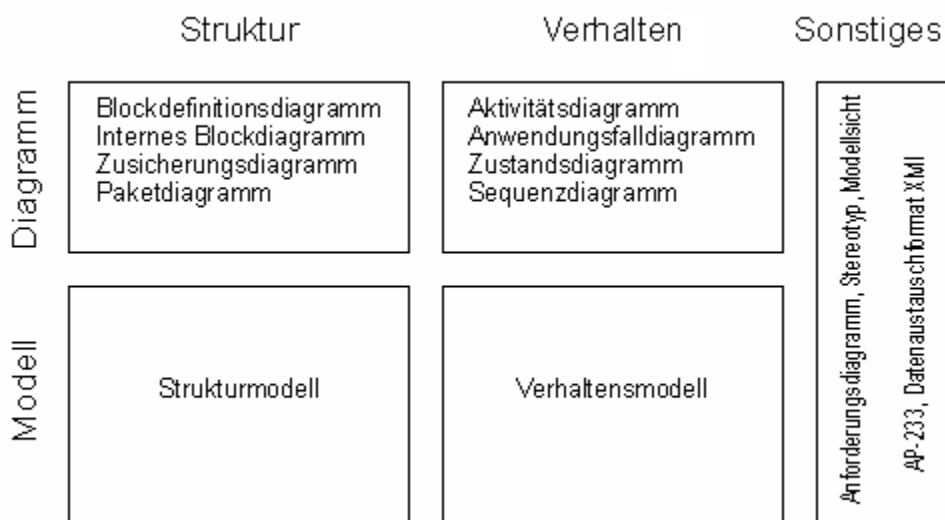 Struktur
Verhalten
Sonstiges
Diagramm
Blockdefinitionsdiagramm
Internes Blockdiagramm
Zusicherungsdiagramm
Paketdiagramm
Aktivitätsdiagramm
Anwendungsfalldiagramm
Zustandsdiagramm
Sequenzdiagramm
Modell
Strukturmodell
Verhaltensmodell
Anforderungsdiagramm, Stereotyp, Modellsicht
AP-233, Datenaustauschformat XMI